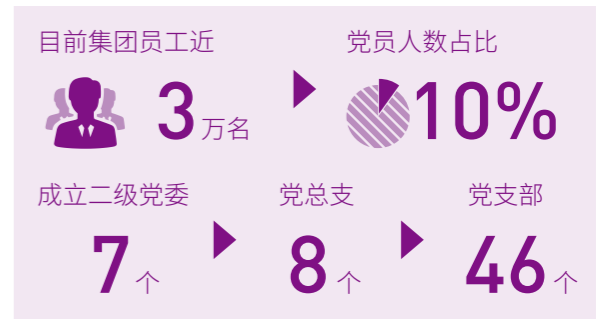 目前集团员工近
3万名
党员人数占比
10%
成立二级党委
7个
党总支
8个
党支部
46个